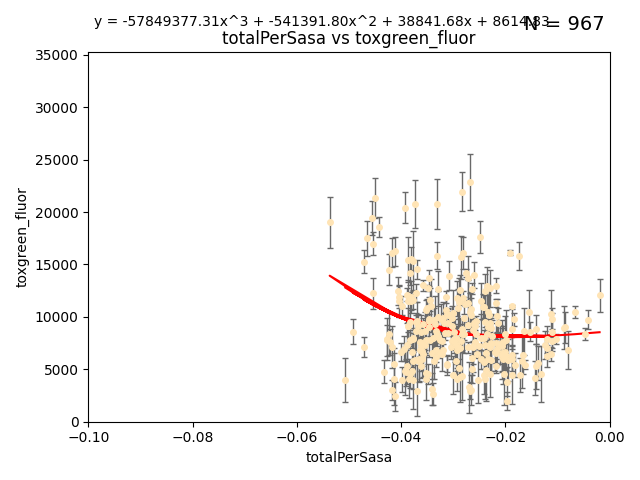 y = -57849377.31x^3 + -541391.80x^2 + 38841.68x + 8614.83
N = 967
totalPerSasa vs toxgreen_fluor
35000
30000
25000
20000
15000
10000
5000
0
toxgreen_fluor
−0.10 −0.08 −0.06 −0.04 −0.02 0.00
totalPerSasa